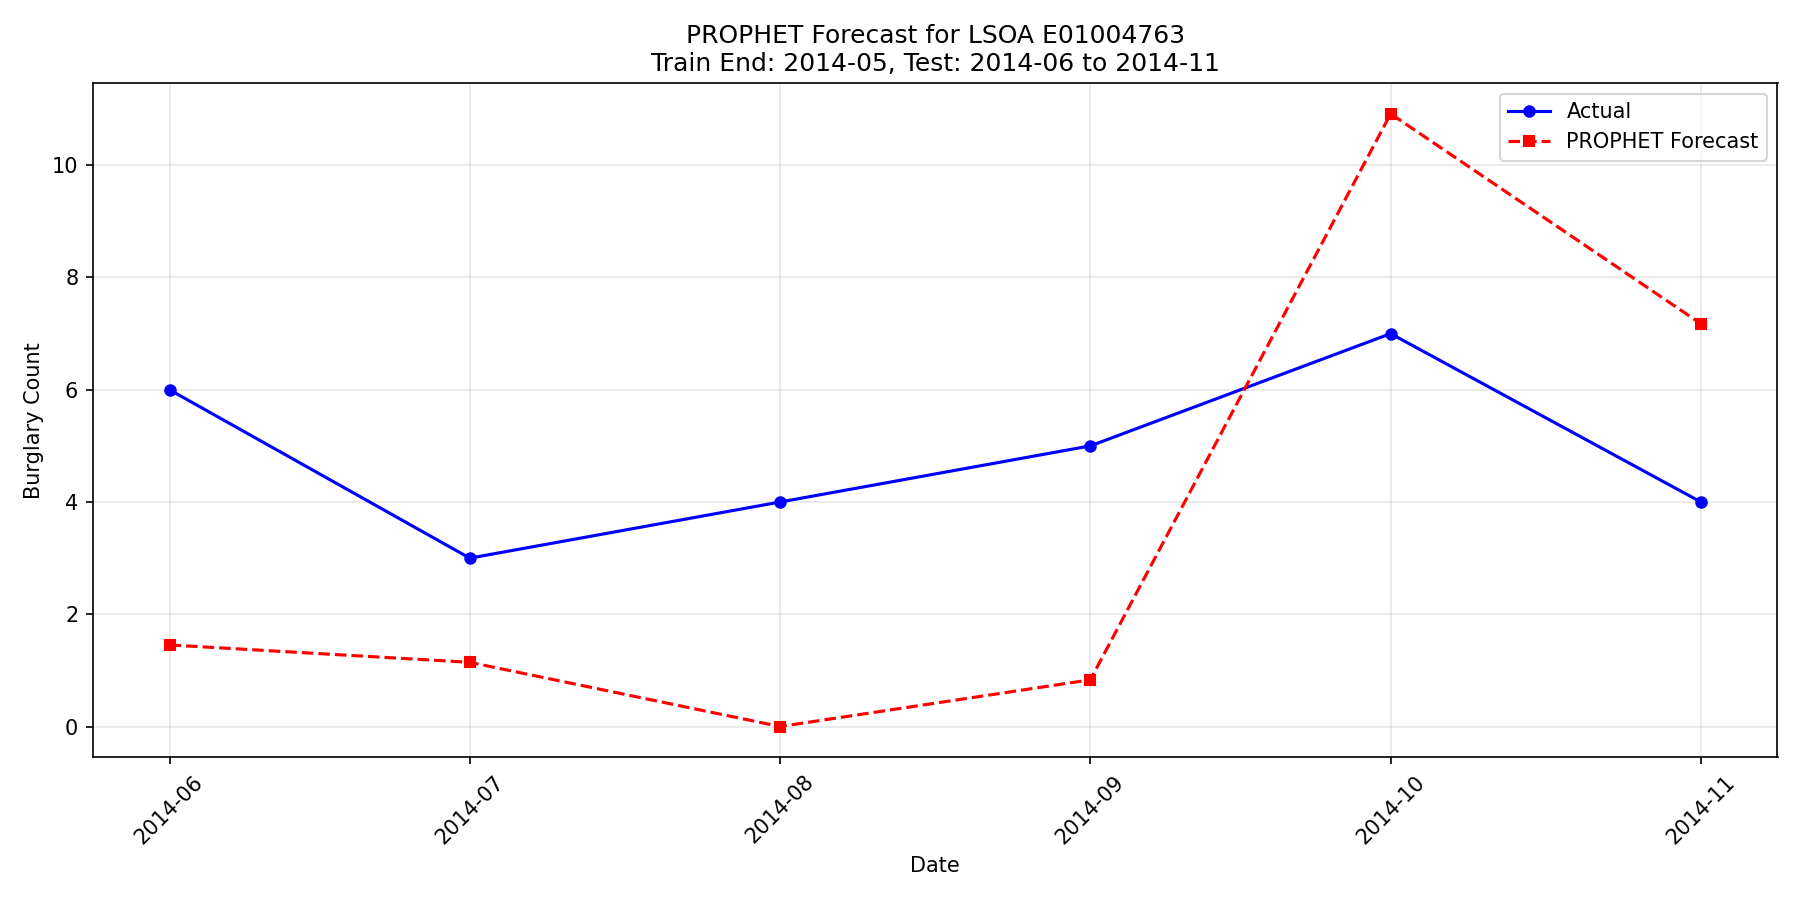 PROPHET Forecast for LSOA E01004763
Train End: 2014-05, Test: 2014-06 to 2014-11
Actual
PROPHET Forecast
Burglary Count
10
8
6
4
2
0
2014-06
2014-07
2014-08
2014-09
2014-10
2014-11
Date